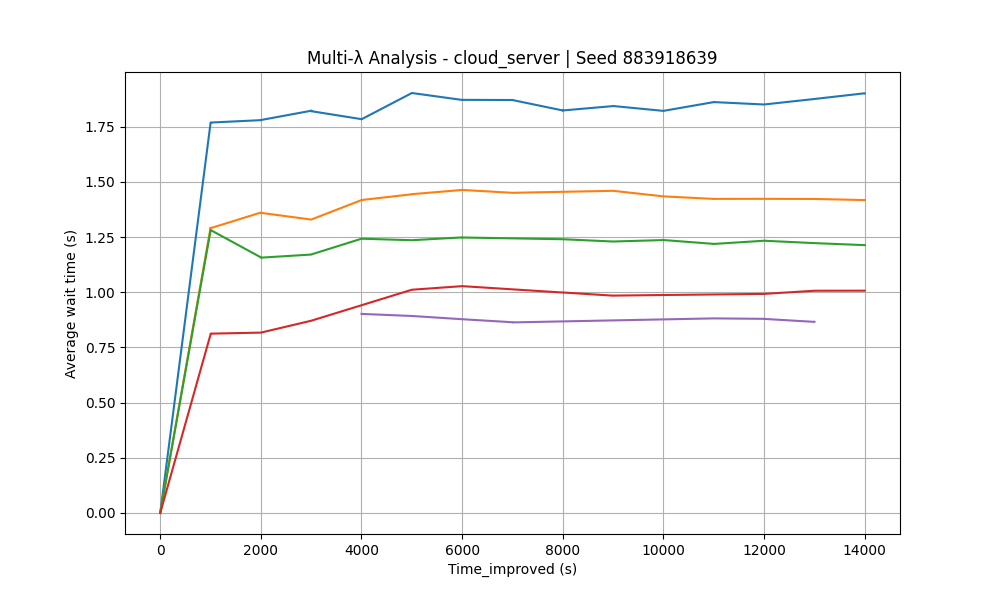 Multi-λ Analysis - cloud_server | Seed 883918639
Average wait time (s)
1.75
1.50
1.25
1.00
0.75
0.50
0.25
0.00
0 2000 4000 6000 8000 10000 12000 14000
Time_improved (s)